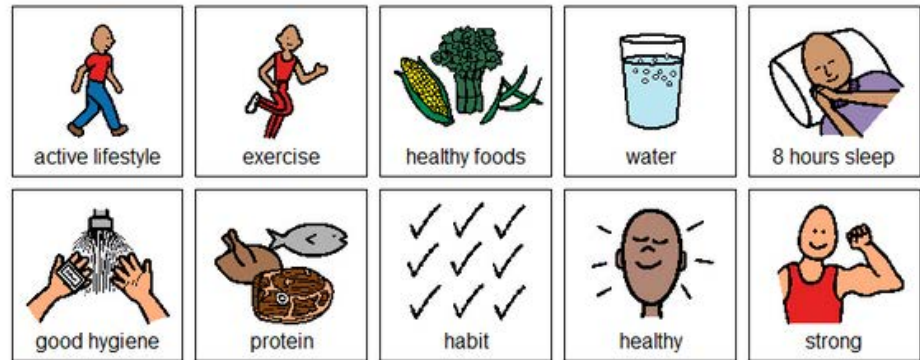 active lifestyle
exercise
healthy foods
water
8 hours sleep
good hygiene
protein
habit
healthy
strong